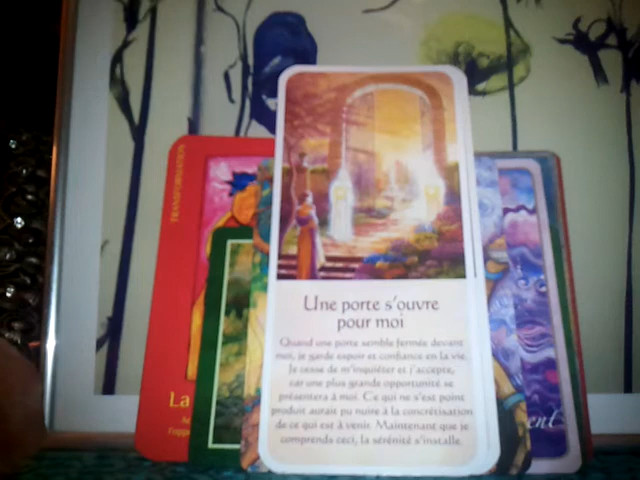 TRANSFORMATION
La
Une porte s'ouvre
pour moi
Quand une porte semble fermée devant
moi, je garde espoir et confiance en la vie.
Je cesse de m'inquiéter et j'accepte,
car une plus grande opportunité se
présentera à moi. Ce qui ne s'est point
produit aurait pu nuire à la concrétisation
de ce qui est à venir. Maintenant que je
comprends ceci, la sérénité s'installe.
ent